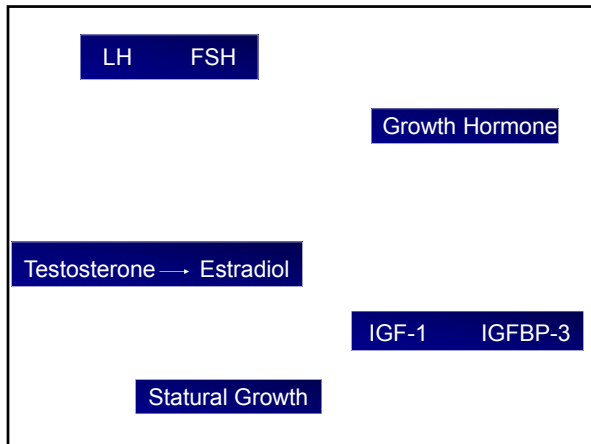 LH FSH
Growth Hormone
Testosterone → Estradiol
IGF-1 IGFBP-3
Statural Growth